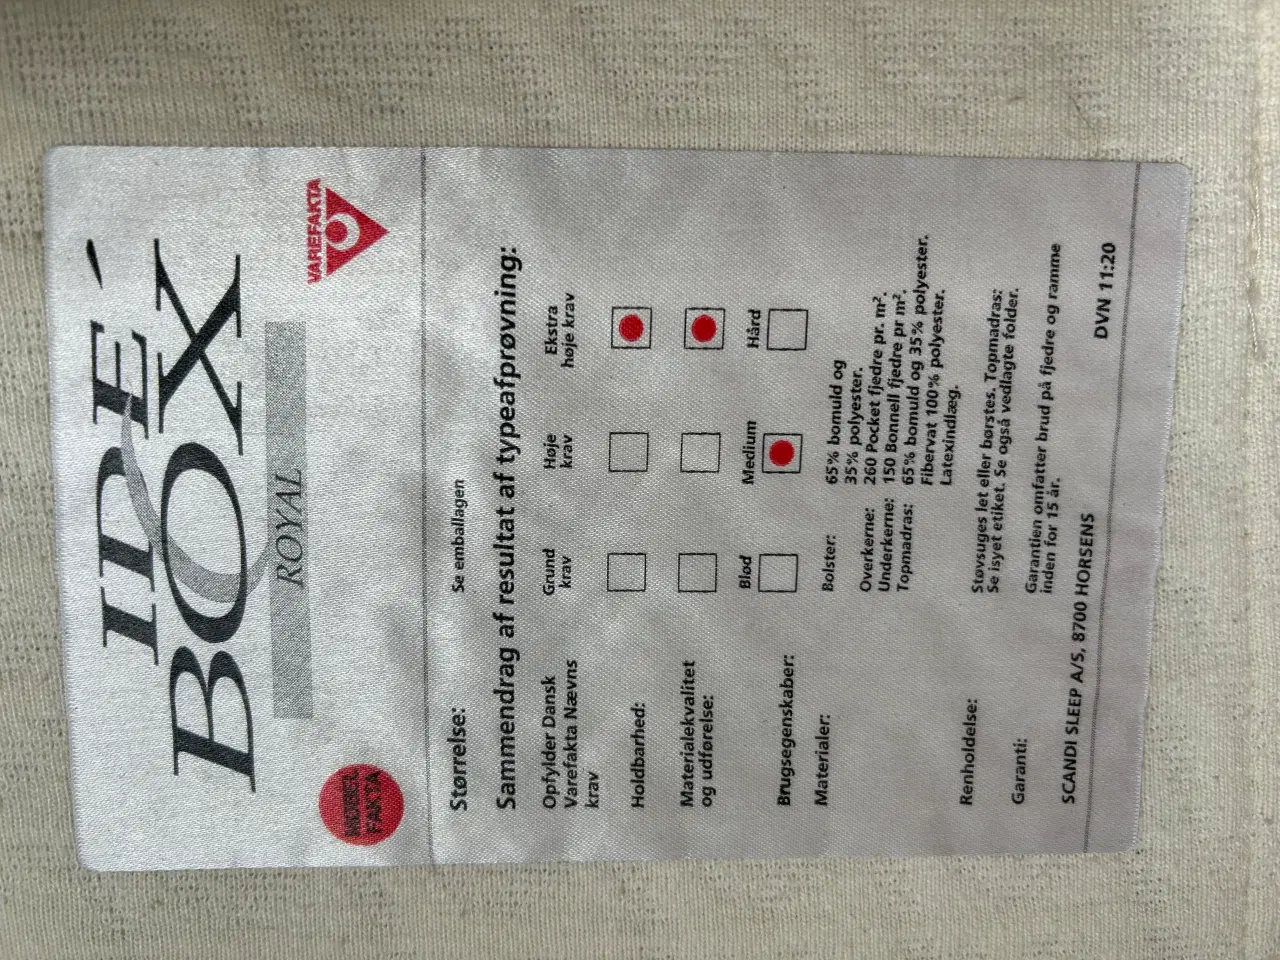 IDÉ
BOX
ROYAL
MØBEL
FAKTA
VAREFAKTA
Størrelse: Se emballagen
Sammendrag af resultat af typeafprøvning:
Opfylder Dansk Grund Høje Ekstra
Varefakta Nævns krav krav høje krav
krav
Holdbarhed:
Materialekvalitet
og udførelse:
Blød Medium Hård
Brugsegenskaber:
Materialer: Bolster: 65% bomuld og
35% polyester.
Overkerne: 260 Pocket fjedre pr. m².
Underkerne: 150 Bonnell fjedre pr m².
Topmadras: 65% bomuld og 35% polyester.
Fibervat 100% polyester.
Latexindlæg.
Renholdelse: Støvsuges let eller børstes. Topmadras:
Se isyet etiket. Se også vedlagte folder.
Garanti: Garantien omfatter brud på fjedre og ramme
inden for 15 år.
SCANDI SLEEP A/S, 8700 HORSENS DVN 11:20